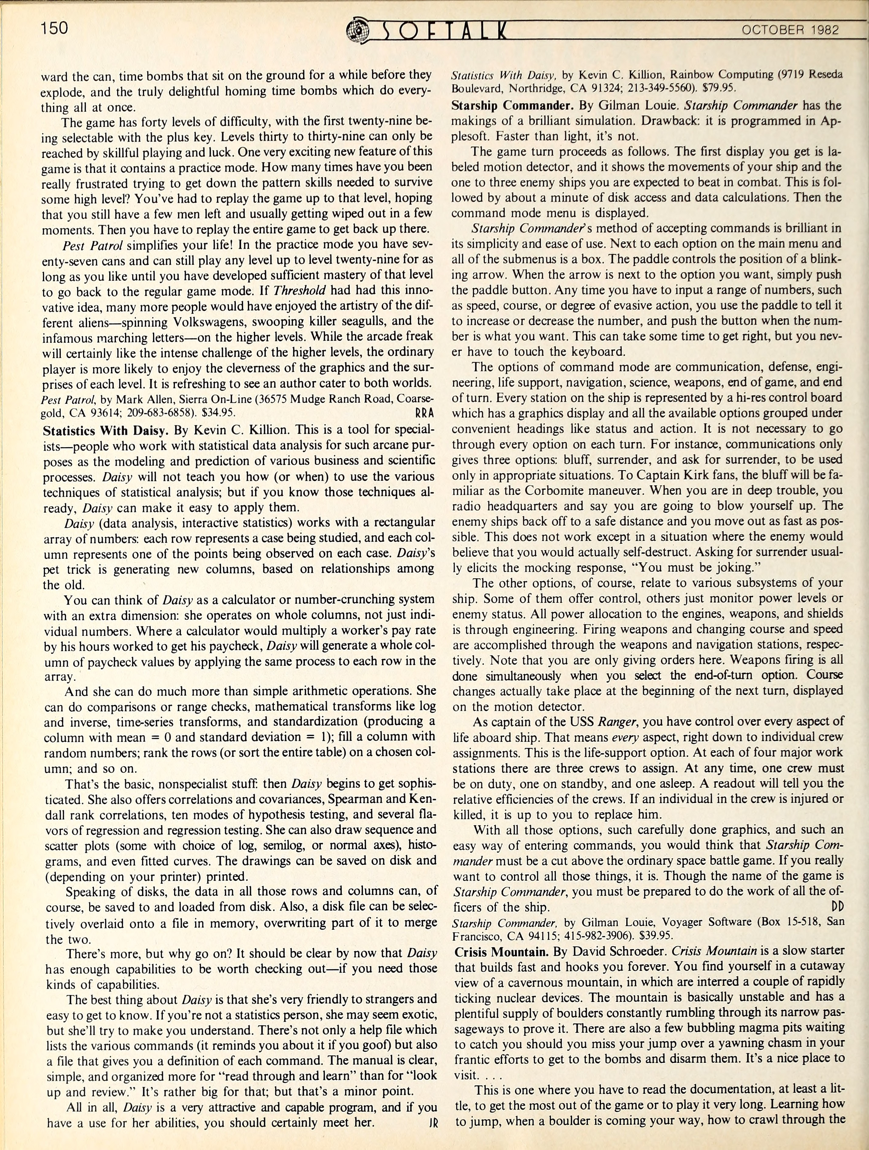 150
SOFTALK
OCTOBER 1982
ward the can, time bombs that sit on the ground for a while before they
explode, and the truly delightful homing time bombs which do every-
thing all at once.
The game has forty levels of difficulty, with the first twenty-nine be-
ing selectable with the plus key. Levels thirty to thirty-nine can only be
reached by skillful playing and luck. One very exciting new feature of this
game is that it contains a practice mode. How many times have you been
really frustrated trying to get down the pattern skills needed to survive
some high level? You've had to replay the game up to that level, hoping
that you still have a few men left and usually getting wiped out in a few
moments. Then you have to replay the entire game to get back up there.
Pest Patrol simplifies your life! In the practice mode you have sev-
enty-seven cans and can still play any level up to level twenty-nine for as
long as you like until you have developed sufficient mastery of that level
to go back to the regular game mode. If Threshold had had this inno-
vative idea, many more people would have enjoyed the artistry of the dif-
ferent aliens—spinning Volkswagens, swooping killer seagulls, and the
infamous marching letters—on the higher levels. While the arcade freak
will certainly like the intense challenge of the higher levels, the ordinary
player is more likely to enjoy the cleverness of the graphics and the sur-
prises of each level. It is refreshing to see an author cater to both worlds.
Pest Patrol, by Mark Allen, Sierra On-Line (36575 Mudge Ranch Road, Coarse-
gold, CA 93614; 209-683-6858). $34.95. RRA
Statistics With Daisy. By Kevin C. Killion. This is a tool for special-
ists—people who work with statistical data analysis for such arcane pur-
poses as the modeling and prediction of various business and scientific
processes. Daisy will not teach you how (or when) to use the various
techniques of statistical analysis; but if you know those techniques al-
ready, Daisy can make it easy to apply them.
Daisy (data analysis, interactive statistics) works with a rectangular
array of numbers: each row represents a case being studied, and each col-
umn represents one of the points being observed on each case. Daisy's
pet trick is generating new columns, based on relationships among
the old.
You can think of Daisy as a calculator or number-crunching system
with an extra dimension: she operates on whole columns, not just indi-
vidual numbers. Where a calculator would multiply a worker's pay rate
by his hours worked to get his paycheck, Daisy will generate a whole col-
umn of paycheck values by applying the same process to each row in the
array.
And she can do much more than simple arithmetic operations. She
can do comparisons or range checks, mathematical transforms like log
and inverse, time-series transforms, and standardization (producing a
column with mean = 0 and standard deviation = 1); fill a column with
random numbers; rank the rows (or sort the entire table) on a chosen col-
umn; and so on.
That's the basic, nonspecialist stuff: then Daisy begins to get sophis-
ticated. She also offers correlations and covariances, Spearman and Ken-
dall rank correlations, ten modes of hypothesis testing, and several fla-
vors of regression and regression testing. She can also draw sequence and
scatter plots (some with choice of log, semilog, or normal axes), histo-
grams, and even fitted curves. The drawings can be saved on disk and
(depending on your printer) printed.
Speaking of disks, the data in all those rows and columns can, of
course, be saved to and loaded from disk. Also, a disk file can be selec-
tively overlaid onto a file in memory, overwriting part of it to merge
the two.
There's more, but why go on? It should be clear by now that Daisy
has enough capabilities to be worth checking out—if you need those
kinds of capabilities.
The best thing about Daisy is that she's very friendly to strangers and
easy to get to know. If you're not a statistics person, she may seem exotic,
but she'll try to make you understand. There's not only a help file which
lists the various commands (it reminds you about it if you goof) but also
a file that gives you a definition of each command. The manual is clear,
simple, and organized more for "read through and learn" than for "look
up and review." It's rather big for that; but that's a minor point.
All in all, Daisy is a very attractive and capable program, and if you
have a use for her abilities, you should certainly meet her. JR
Statistics With Daisy, by Kevin C. Killion, Rainbow Computing (9719 Reseda
Boulevard, Northridge, CA 91324; 213-349-5560). $79.95.
Starship Commander. By Gilman Louie. Starship Commander has the
makings of a brilliant simulation. Drawback: it is programmed in Ap-
plesoft. Faster than light, it's not.
The game turn proceeds as follows. The first display you get is la-
beled motion detector, and it shows the movements of your ship and the
one to three enemy ships you are expected to beat in combat. This is fol-
lowed by about a minute of disk access and data calculations. Then the
command mode menu is displayed.
Starship Commander's method of accepting commands is brilliant in
its simplicity and ease of use. Next to each option on the main menu and
all of the submenus is a box. The paddle controls the position of a blink-
ing arrow. When the arrow is next to the option you want, simply push
the paddle button. Any time you have to input a range of numbers, such
as speed, course, or degree of evasive action, you use the paddle to tell it
to increase or decrease the number, and push the button when the num-
ber is what you want. This can take some time to get right, but you nev-
er have to touch the keyboard.
The options of command mode are communication, defense, engi-
neering, life support, navigation, science, weapons, end of game, and end
of turn. Every station on the ship is represented by a hi-res control board
which has a graphics display and all the available options grouped under
convenient headings like status and action. It is not necessary to go
through every option on each turn. For instance, communications only
gives three options: bluff, surrender, and ask for surrender, to be used
only in appropriate situations. To Captain Kirk fans, the bluff will be fa-
miliar as the Corbomite maneuver. When you are in deep trouble, you
radio headquarters and say you are going to blow yourself up. The
enemy ships back off to a safe distance and you move out as fast as pos-
sible. This does not work except in a situation where the enemy would
believe that you would actually self-destruct. Asking for surrender usual-
ly elicits the mocking response, "You must be joking."
The other options, of course, relate to various subsystems of your
ship. Some of them offer control, others just monitor power levels or
enemy status. All power allocation to the engines, weapons, and shields
is through engineering. Firing weapons and changing course and speed
are accomplished through the weapons and navigation stations, respec-
tively. Note that you are only giving orders here. Weapons firing is all
done simultaneously when you select the end-of-turn option. Course
changes actually take place at the beginning of the next turn, displayed
on the motion detector.
As captain of the USS Ranger, you have control over every aspect of
life aboard ship. That means every aspect, right down to individual crew
assignments. This is the life-support option. At each of four major work
stations there are three crews to assign. At any time, one crew must
be on duty, one on standby, and one asleep. A readout will tell you the
relative efficiencies of the crews. If an individual in the crew is injured or
killed, it is up to you to replace him.
With all those options, such carefully done graphics, and such an
easy way of entering commands, you would think that Starship Com-
mander must be a cut above the ordinary space battle game. If you really
want to control all those things, it is. Though the name of the game is
Starship Commander, you must be prepared to do the work of all the of-
ficers of the ship. DD
Starship Commander, by Gilman Louie, Voyager Software (Box 15-518, San
Francisco, CA 94115; 415-982-3906). $39.95.
Crisis Mountain. By David Schroeder. Crisis Mountain is a slow starter
that builds fast and hooks you forever. You find yourself in a cutaway
view of a cavernous mountain, in which are interred a couple of rapidly
ticking nuclear devices. The mountain is basically unstable and has a
plentiful supply of boulders constantly rumbling through its narrow pas-
sageways to prove it. There are also a few bubbling magma pits waiting
to catch you should you miss your jump over a yawning chasm in your
frantic efforts to get to the bombs and disarm them. It's a nice place to
visit. . . .
This is one where you have to read the documentation, at least a lit-
tle, to get the most out of the game or to play it very long. Learning how
to jump, when a boulder is coming your way, how to crawl through the